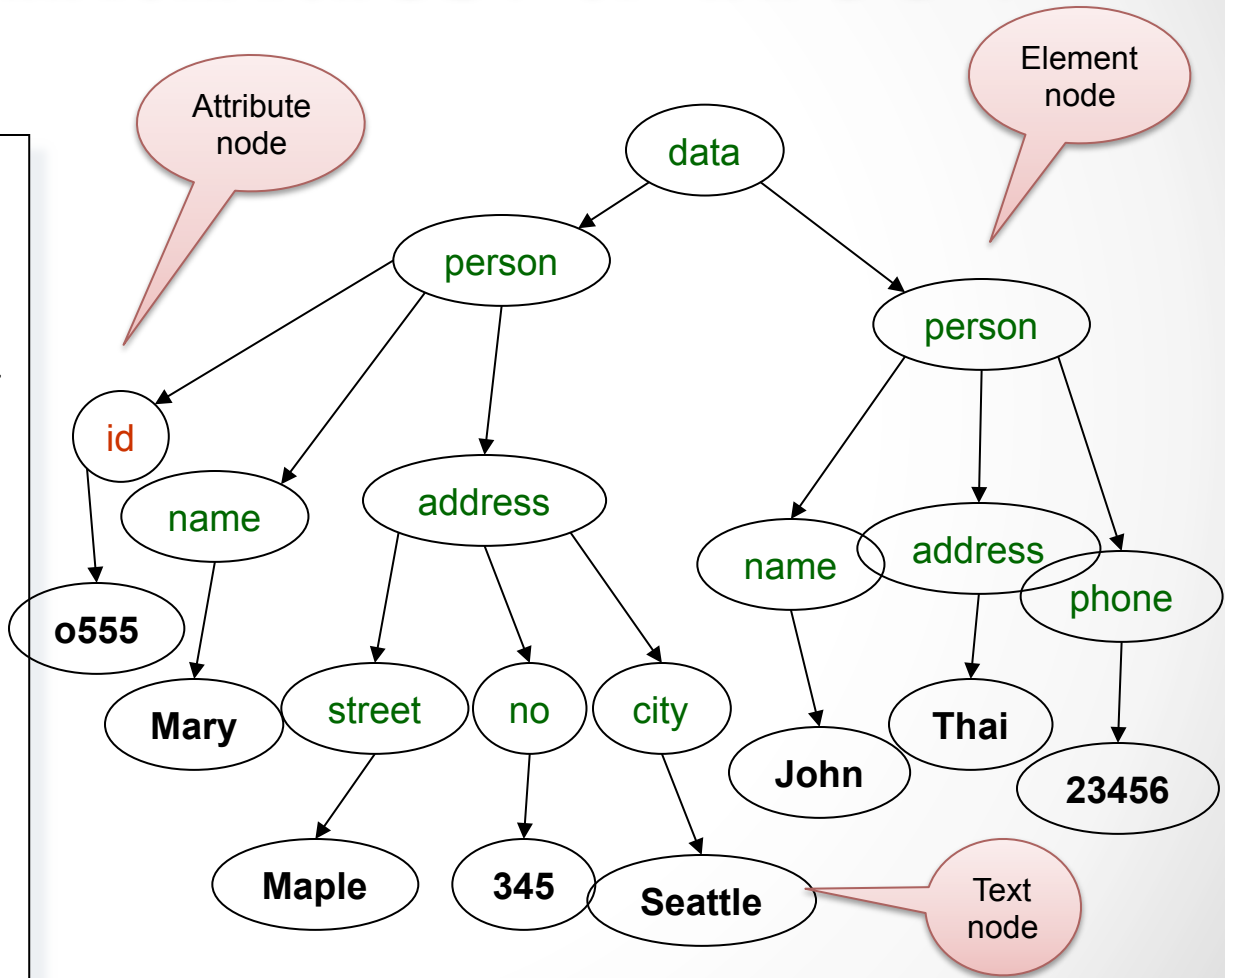 Element
node
Attribute
node
data
person
person
id
name
address
name
address
phone
o555
Mary
street
no
city
John
Thai
23456
Maple
345
Seattle
Text
node